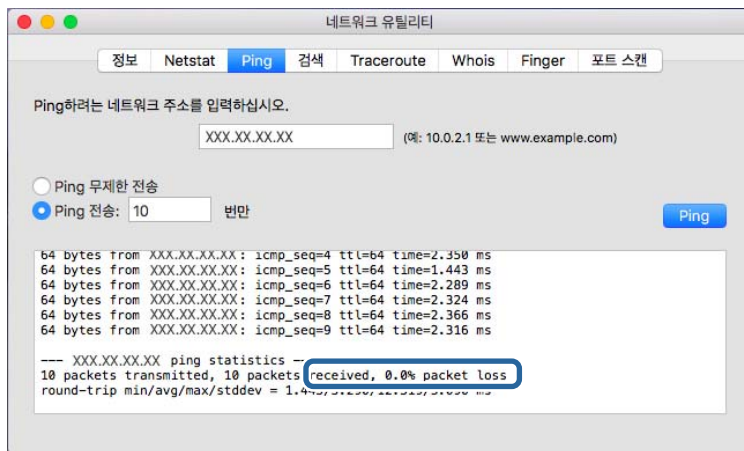 네트워크 유틸리티
정보 Netstat Ping 검색 Traceroute Whois Finger 포트 스캔
Ping하려는 네트워크 주소를 입력하십시오.
XXX.XX.XX.XX (예: 10.0.2.1 또는 www.example.com)
Ping 무제한 전송
Ping 전송: 10 번만
Ping
64 bytes from XXX.XX.XX.XX: icmp_seq=4 ttl=64 time=2.350 ms
64 bytes from XXX.XX.XX.XX: icmp_seq=5 ttl=64 time=1.443 ms
64 bytes from XXX.XX.XX.XX: icmp_seq=6 ttl=64 time=2.289 ms
64 bytes from XXX.XX.XX.XX: icmp_seq=7 ttl=64 time=2.324 ms
64 bytes from XXX.XX.XX.XX: icmp_seq=8 ttl=64 time=2.366 ms
64 bytes from XXX.XX.XX.XX: icmp_seq=9 ttl=64 time=2.316 ms
--- XXX.XX.XX.XX ping statistics --
10 packets transmitted, 10 packets received, 0.0% packet loss
round-trip min/avg/max/stddev = ms